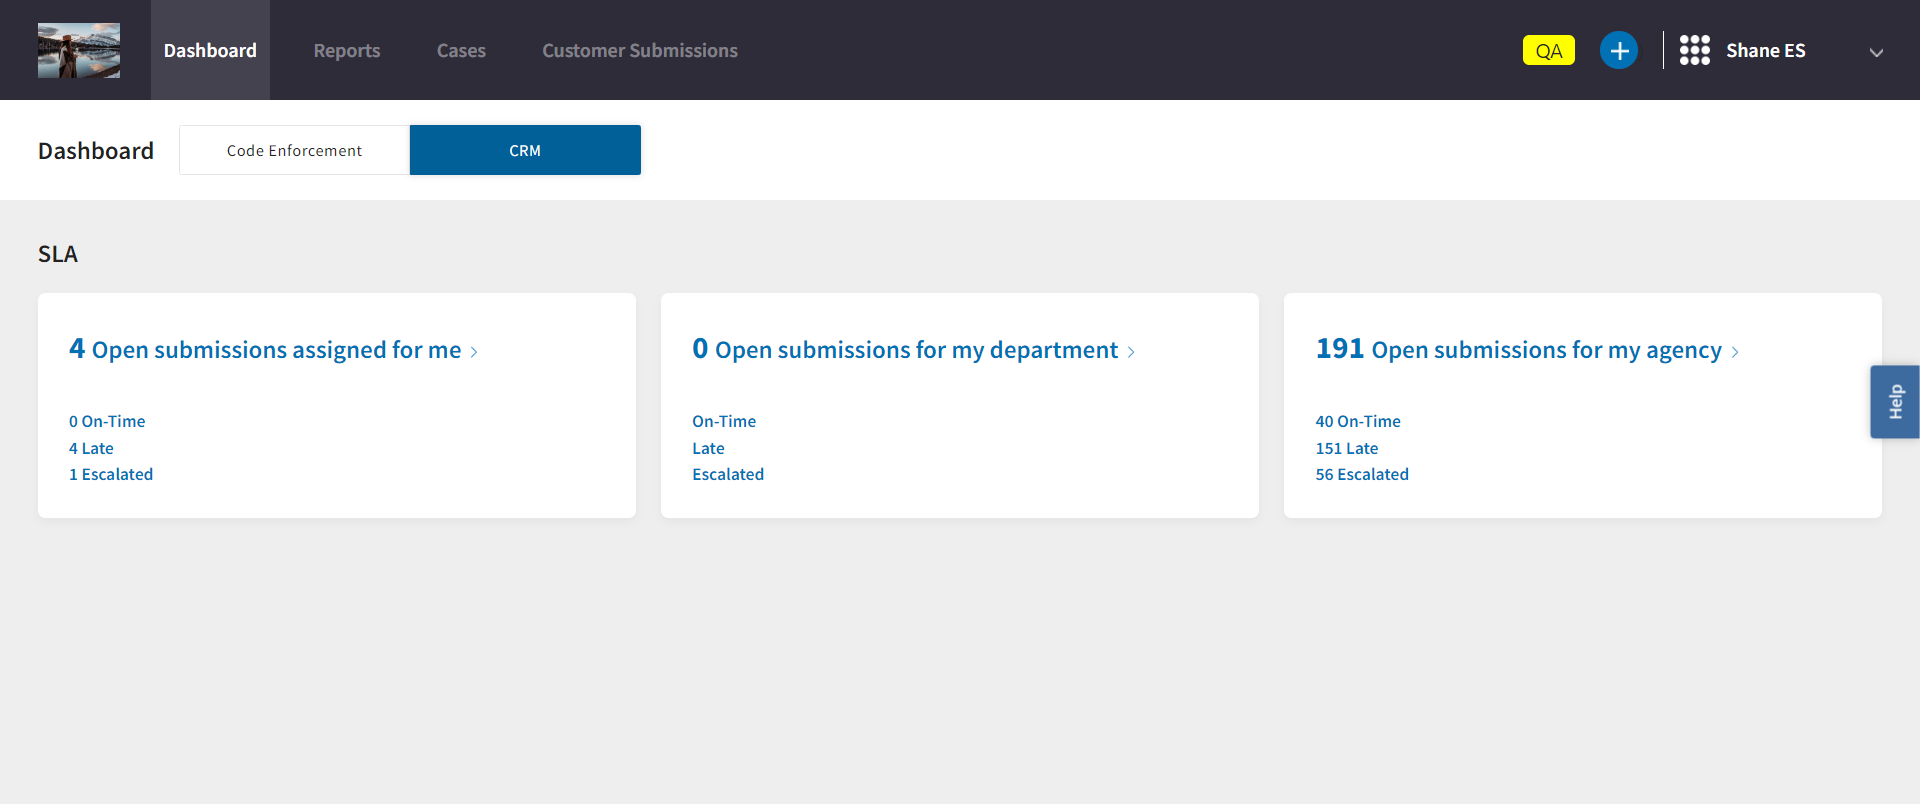 Dashboard
Reports
Cases
Customer Submissions
QA
Shane ES
Dashboard
Code Enforcement
CRM
SLA
4 Open submissions assigned for me
0 On-Time
4 Late
1 Escalated
0 Open submissions for my department
On-Time
Late
Escalated
191 Open submissions for my agency
40 On-Time
151 Late
56 Escalated
Help